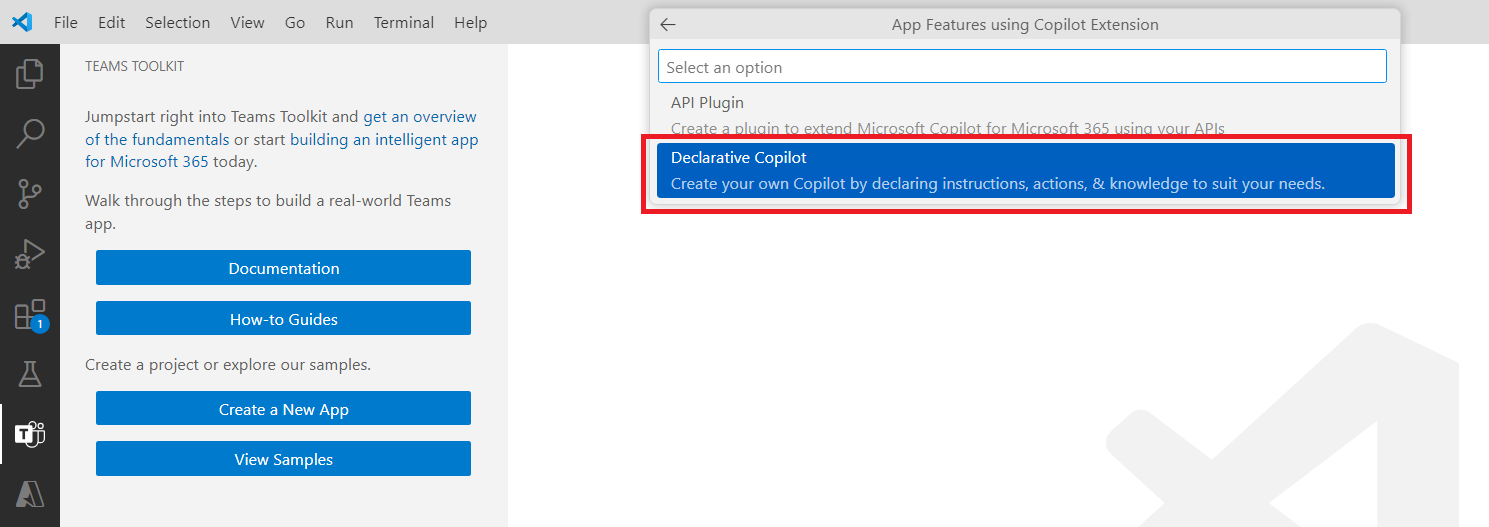 File Edit Selection View Go Run Terminal Help
App Features using Copilot Extension
Select an option
API Plugin
Create a plugin to extend Microsoft Copilot for Microsoft 365 using your APIs
Declarative Copilot
Create your own Copilot by declaring instructions, actions, & knowledge to suit your needs.
TEAMS TOOLKIT
Jumpstart right into Teams Toolkit and get an overview
of the fundamentals or start building an intelligent app
for Microsoft 365 today.
Walk through the steps to build a real-world Teams
app.
Documentation
How-to Guides
Create a project or explore our samples.
Create a New App
View Samples
1
T